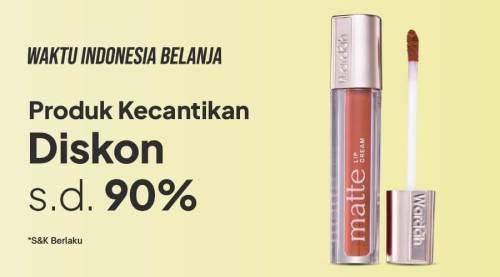 WAKTU INDONESIA BELANJA
Produk Kecantikan
Diskon
s.d. 90%
*S&K Berlaku
Wardah
matte
LIP
CREAM
Wardah